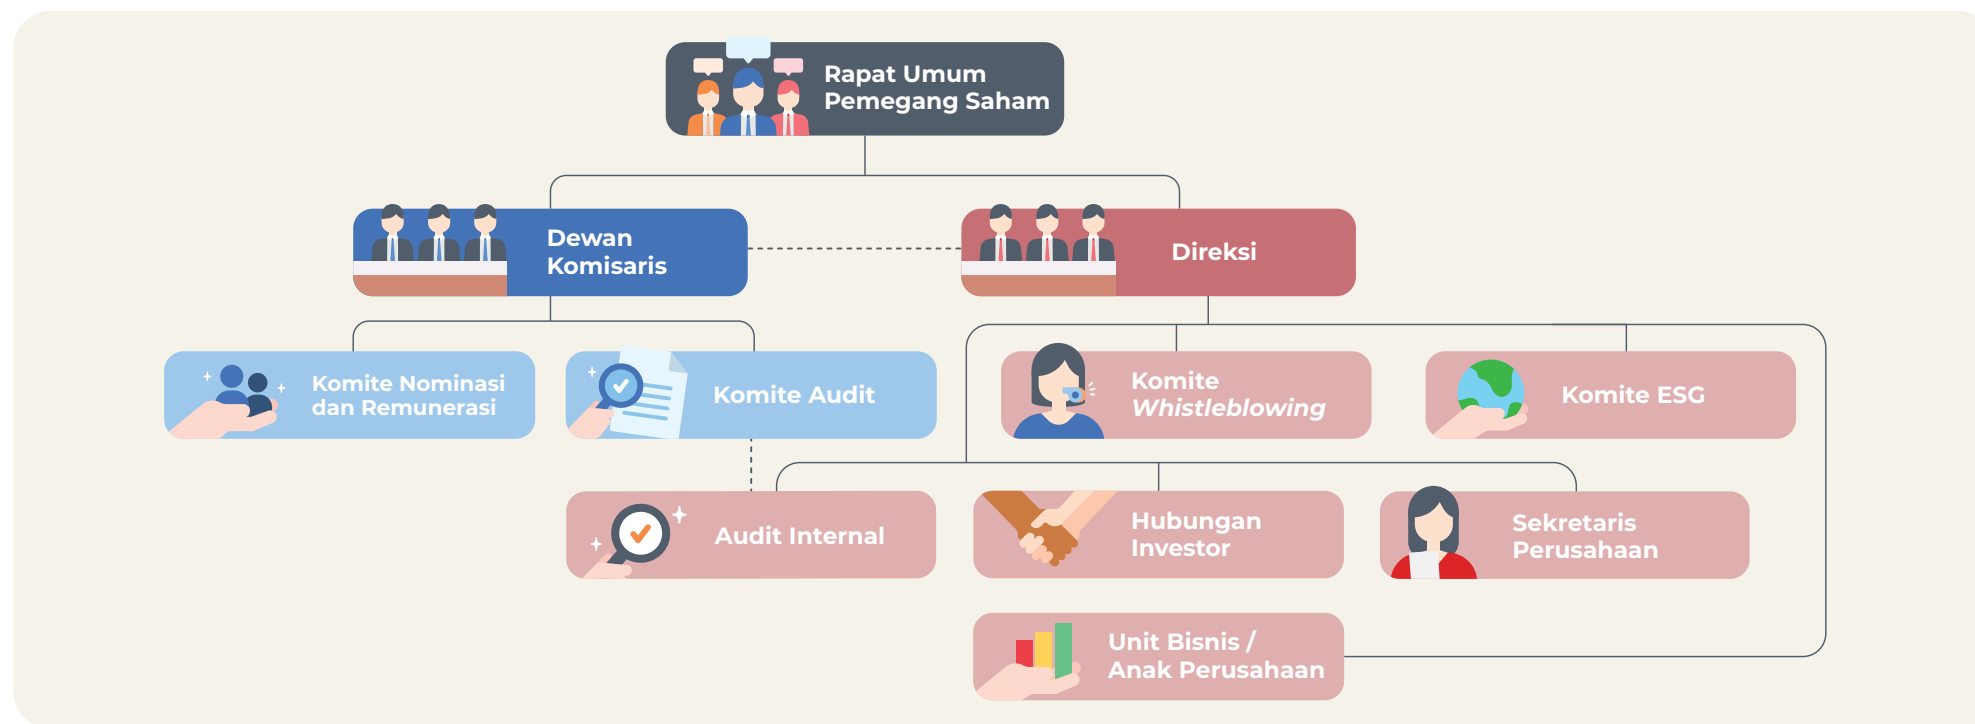 Rapat Umum
Pemegang Saham
Dewan
Komisaris
Direksi
Komite Nominasi
dan Remunerasi
Komite Audit
Komite
Whistleblowing
Komite ESG
Audit Internal
Hubungan
Investor
Sekretaris
Perusahaan
Unit Bisnis /
Anak Perusahaan